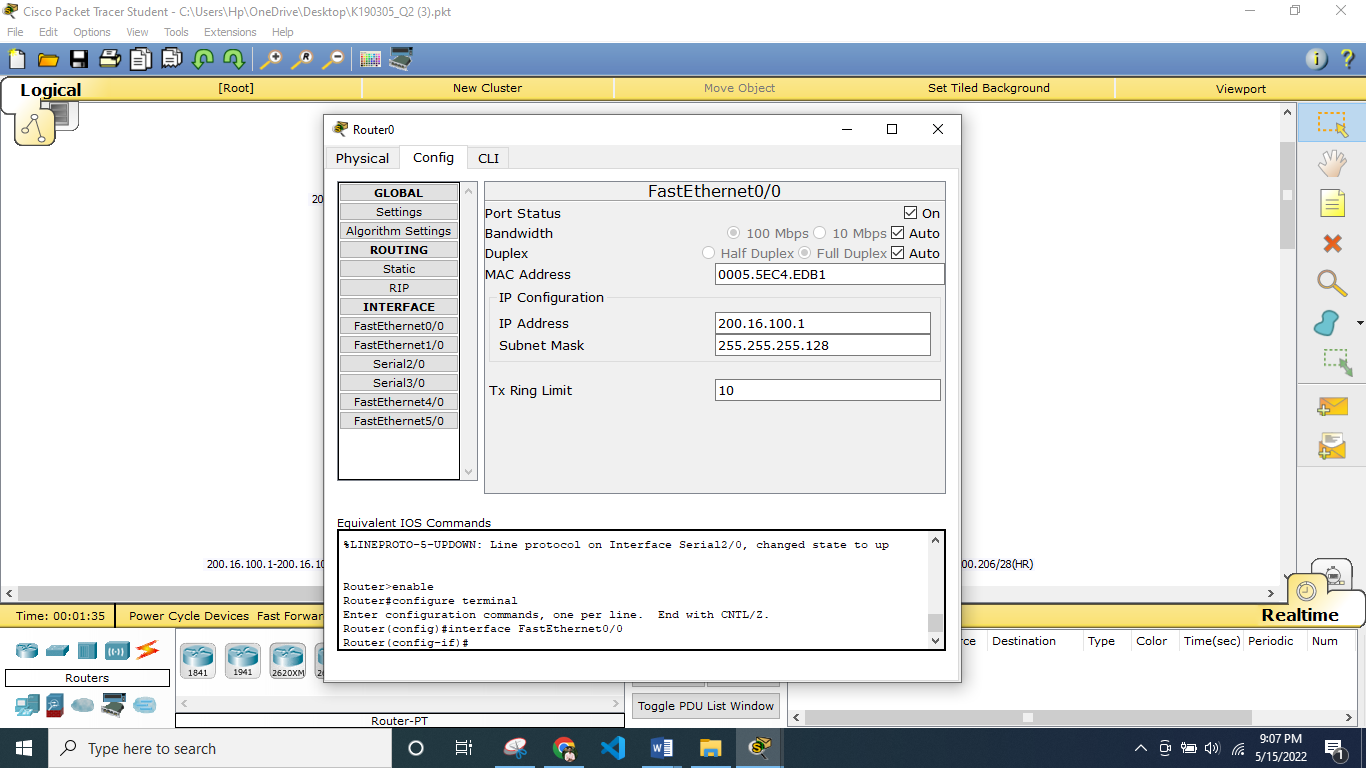 Cisco Packet Tracer Student - C:\Users\Hp\OneDrive\Desktop\K190305_Q2 (3).pkt
File Edit Options View Tools Extensions Help
Logical [Root] New Cluster Move Object Set Tiled Background Viewport
Router0
Physical Config CLI
GLOBAL
Settings
Algorithm Settings
ROUTING
Static
RIP
INTERFACE
FastEthernet0/0
FastEthernet1/0
Serial2/0
Serial3/0
FastEthernet4/0
FastEthernet5/0
FastEthernet0/0
Port Status On
Bandwidth 100 Mbps 10 Mbps Auto
Duplex Half Duplex Full Duplex Auto
MAC Address 0005.5EC4.EDB1
IP Configuration
IP Address 200.16.100.1
Subnet Mask 255.255.255.128
Tx Ring Limit 10
Equivalent IOS Commands
%LINEPROTO-5-UPDOWN: Line protocol on Interface Serial2/0, changed state to up
Router>enable
Router#configure terminal
Enter configuration commands, one per line. End with CNTL/Z.
Router(config)#interface FastEthernet0/0
Router(config-if)#
20
200.16.100.1-200.16.10
00.206/28(HR)
Time: 00:01:35 Power Cycle Devices Fast Forward Realtime
Routers
1841 1941 2620XM 26
Router-PT
Toggle PDU List Window
ce Destination Type Color Time(sec) Periodic Num
Type here to search
9:07 PM
5/15/2022
1